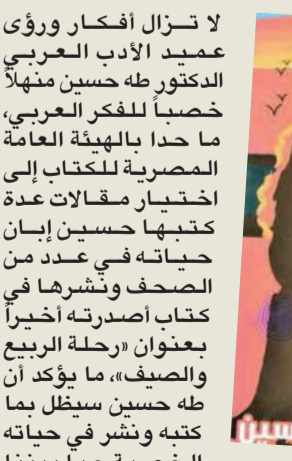 لا تزال أفكار ورؤى
عميد الأدب العربي
الدكتور طه حسين منهلاً
خصباً للفكر العربي،
ما حدا بالهيئة العامة
المصرية للكتاب إلى
اختيار مقالات عدة
كتبها حسين إبان
حياته في عدد من
الصحف ونشرها في
كتاب أصدرته أخيراً
بعنوان «رحلة الربيع
والصيف»، ما يؤكد أن
طه حسين سيظل بما
كتبه ونشر في حياته
سين